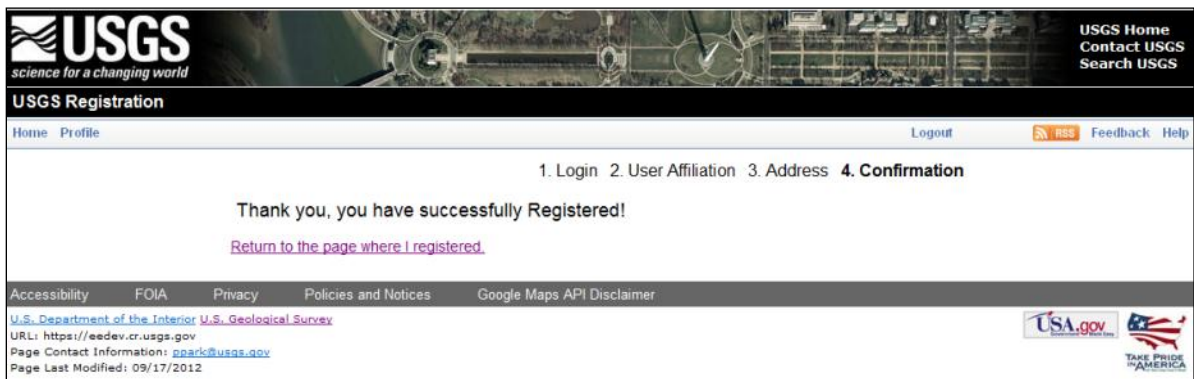 USGS
science for a changing world
USGS Home
Contact USGS
Search USGS
USGS Registration
Home Profile Logout RSS Feedback Help
1. Login 2. User Affiliation 3. Address 4. Confirmation
Thank you, you have successfully Registered!
Return to the page where I registered.
Accessibility FOIA Privacy Policies and Notices Google Maps API Disclaimer
U.S. Department of the Interior U.S. Geological Survey
URL: https://eedev.cr.usgs.gov
Page Contact Information: ppark@usgs.gov
Page Last Modified: 09/17/2012
USA.gov
TAKE PRIDE
IN AMERICA